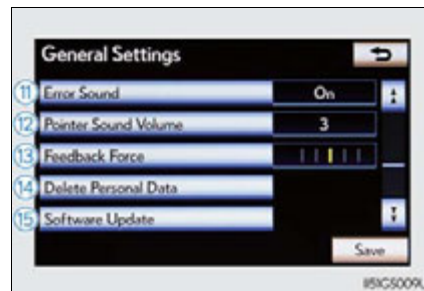 General Settings
11 Error Sound On
12 Pointer Sound Volume 3
13 Feedback Force
14 Delete Personal Data
15 Software Update
Save
IISIGS009U